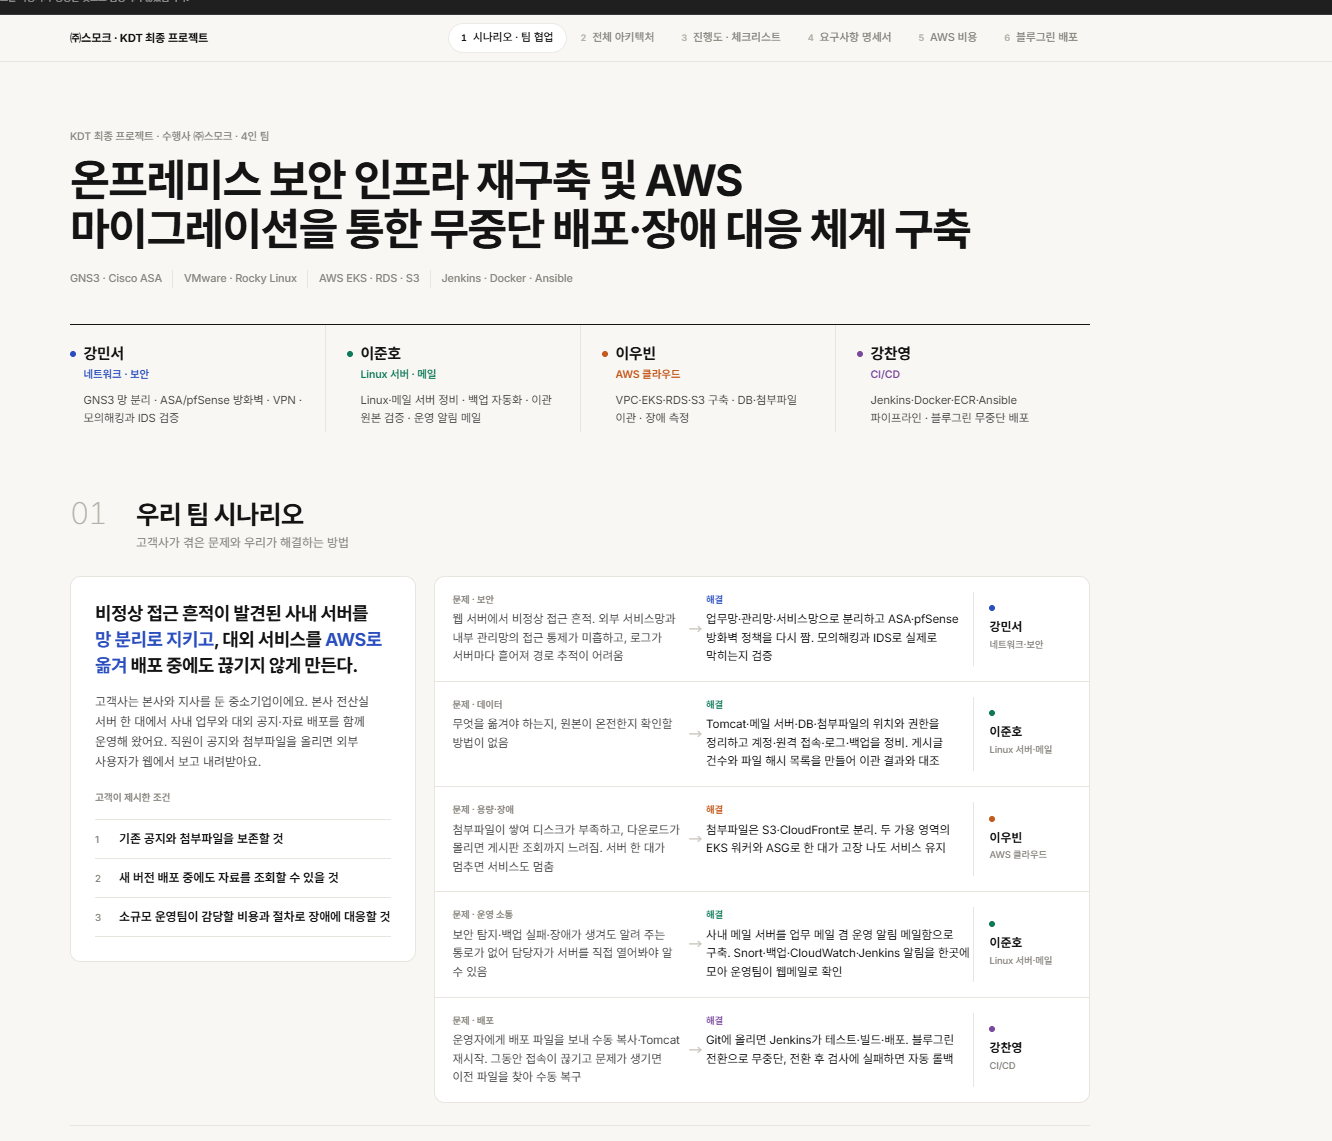 ㈜스모크 · KDT 최종 프로젝트
1 시나리오 · 팀 협업
2 전체 아키텍처
3 진행도 · 체크리스트
4 요구사항 명세서
5 AWS 비용
6 블루그린 배포
KDT 최종 프로젝트 · 수행사 ㈜스모크 · 4인 팀
온프레미스 보안 인프라 재구축 및 AWS
마이그레이션을 통한 무중단 배포·장애 대응 체계 구축
GNS3 · Cisco ASA
VMware · Rocky Linux
AWS EKS · RDS · S3
Jenkins · Docker · Ansible
강민서
네트워크 · 보안
GNS3 망 분리 · ASA/pfSense 방화벽 · VPN ·
모의해킹과 IDS 검증
이준호
Linux 서버 · 메일
Linux·메일 서버 정비 · 백업 자동화 · 이관
원본 검증 · 운영 알림 메일
이우빈
AWS 클라우드
VPC·EKS·RDS·S3 구축 · DB·첨부파일
이관 · 장애 측정
강찬영
CI/CD
Jenkins·Docker·ECR·Ansible
파이프라인 · 블루그린 무중단 배포
01
우리 팀 시나리오
고객사가 겪은 문제와 우리가 해결하는 방법
비정상 접근 흔적이 발견된 사내 서버를
망 분리로 지키고, 대외 서비스를 AWS로
옮겨 배포 중에도 끊기지 않게 만든다.
고객사는 본사와 지사를 둔 중소기업이에요. 본사 전산실
서버 한 대에서 사내 업무와 대외 공지·자료 배포를 함께
운영해 왔어요. 직원이 공지와 첨부파일을 올리면 외부
사용자가 웹에서 보고 내려받아요.
고객이 제시한 조건
1 기존 공지와 첨부파일을 보존할 것
2 새 버전 배포 중에도 자료를 조회할 수 있을 것
3 소규모 운영팀이 감당할 비용과 절차로 장애에 대응할 것
문제 · 보안
웹 서버에서 비정상 접근 흔적. 외부 서비스망과
내부 관리망의 접근 통제가 미흡하고, 로그가
서버마다 흩어져 경로 추적이 어려움
→
해결
업무망·관리망·서비스망으로 분리하고 ASA·pfSense
방화벽 정책을 다시 짬. 모의해킹과 IDS로 실제로
막히는지 검증
강민서
네트워크·보안
문제 · 데이터
무엇을 옮겨야 하는지, 원본이 온전한지 확인할
방법이 없음
→
해결
Tomcat·메일 서버·DB·첨부파일의 위치와 권한을
정리하고 계정·원격 접속·로그·백업을 정비. 게시글
건수와 파일 해시 목록을 만들어 이관 결과와 대조
이준호
Linux 서버·메일
문제 · 용량·장애
첨부파일이 쌓여 디스크가 부족하고, 다운로드가
몰리면 게시판 조회까지 느려짐. 서버 한 대가
멈추면 서비스도 멈춤
→
해결
첨부파일은 S3·CloudFront로 분리. 두 가용 영역의
EKS 워커와 ASG로 한 대가 고장 나도 서비스 유지
이우빈
AWS 클라우드
문제 · 운영 소통
보안 탐지·백업 실패·장애가 생겨도 알려 주는
통로가 없어 담당자가 서버를 직접 열어봐야 알
수 있음
→
해결
사내 메일 서버를 업무 메일 겸 운영 알림 메일함으로
구축. Snort·백업·CloudWatch·Jenkins 알림을 한곳에
모아 운영팀이 웹메일로 확인
이준호
Linux 서버·메일
문제 · 배포
운영자에게 배포 파일을 보내 수동 복사·Tomcat
재시작. 그동안 접속이 끊기고 문제가 생기면
이전 파일을 찾아 수동 복구
→
해결
Git에 올리면 Jenkins가 테스트·빌드·배포. 블루그린
전환으로 무중단, 전환 후 검사에 실패하면 자동 롤백
강찬영
CI/CD